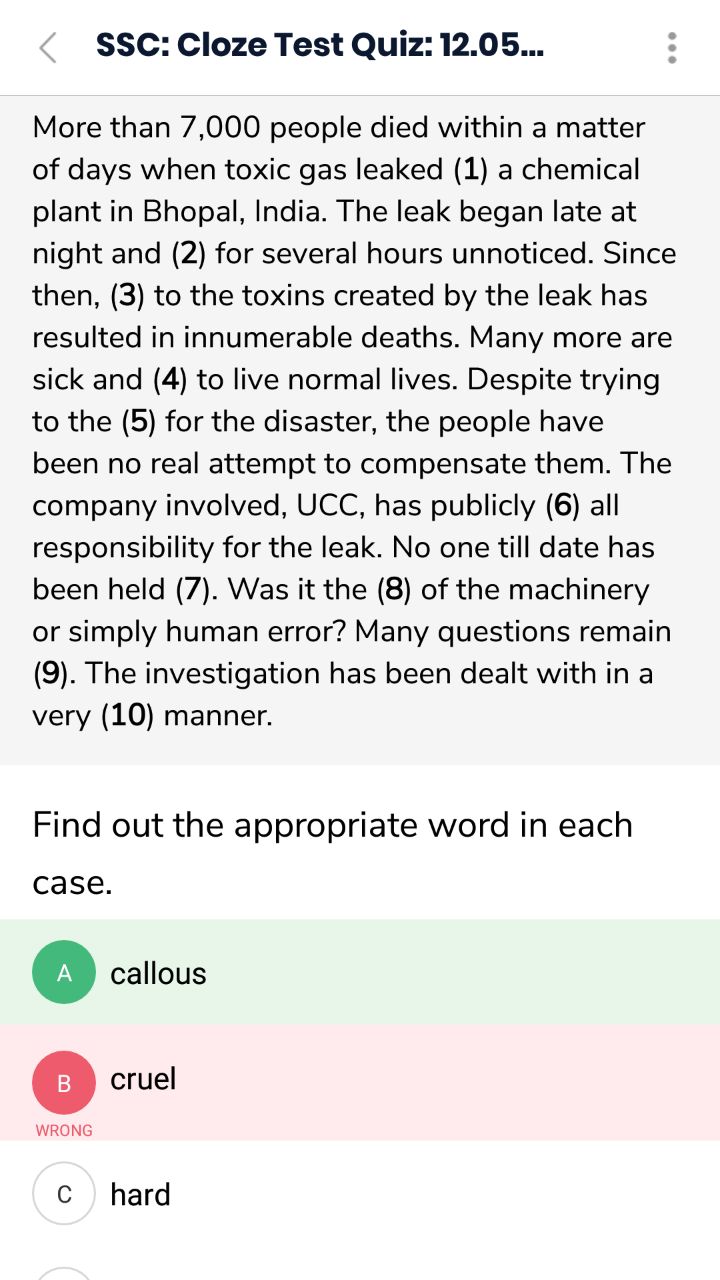 SSC: Cloze Test Quiz: 12.05...
More than 7,000 people died within a matter
of days when toxic gas leaked (1) a chemical
plant in Bhopal, India. The leak began late at
night and (2) for several hours unnoticed. Since
then, (3) to the toxins created by the leak has
resulted in innumerable deaths. Many more are
sick and (4) to live normal lives. Despite trying
to the (5) for the disaster, the people have
been no real attempt to compensate them. The
company involved, UCC, has publicly (6) all
responsibility for the leak. No one till date has
been held (7). Was it the (8) of the machinery
or simply human error? Many questions remain
(9). The investigation has been dealt with in a
very (10) manner.
Find out the appropriate word in each
case.
A callous
B cruel
WRONG
C hard